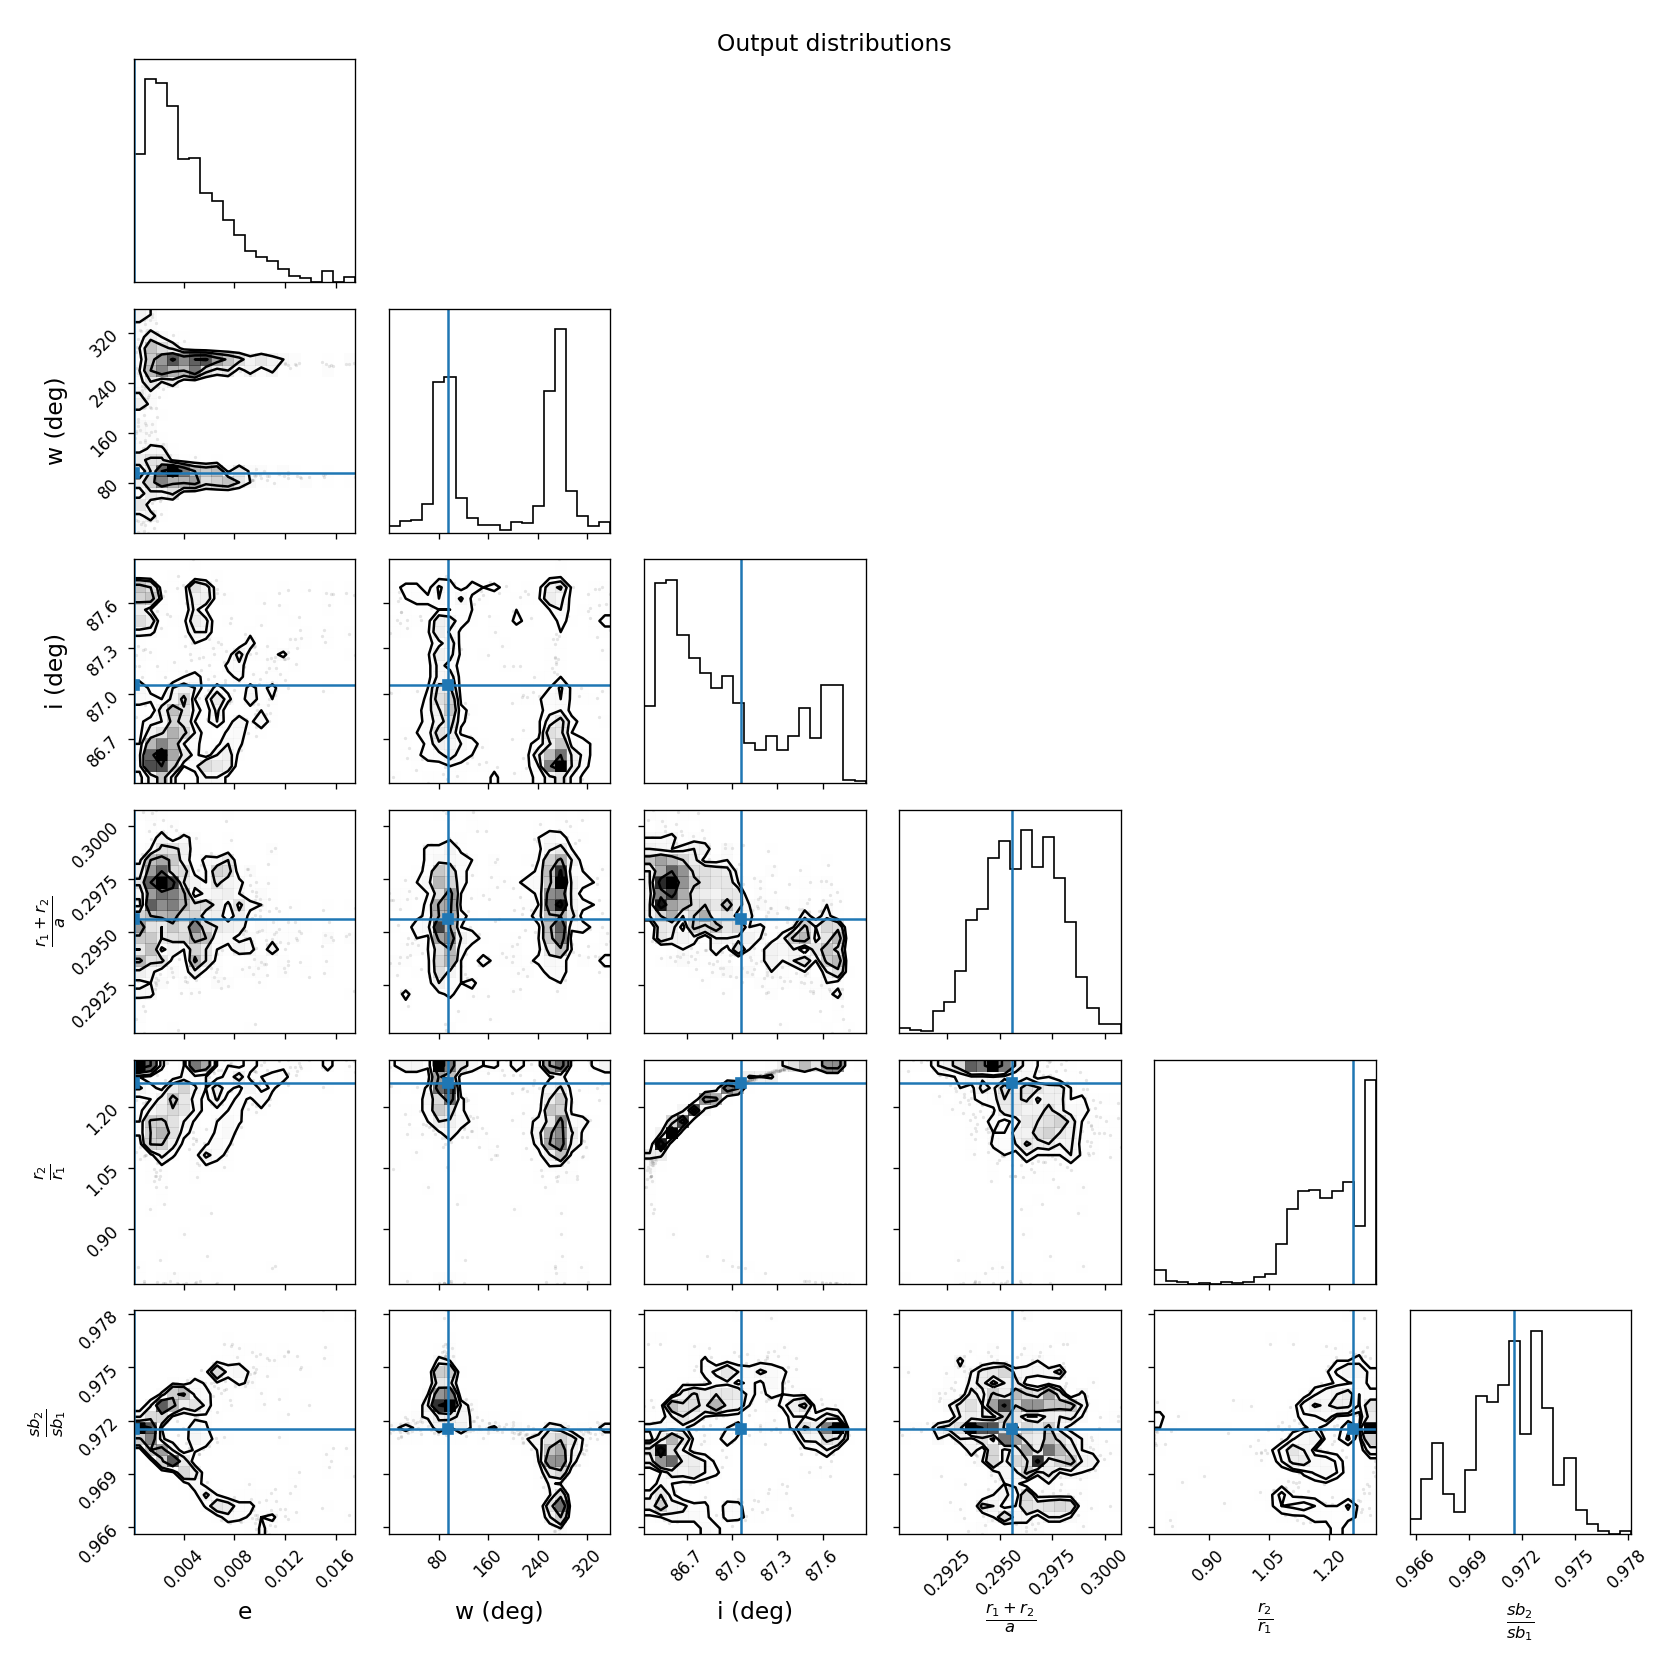 Output distributions
w (deg)
320
240
160
80
i (deg)
87.6
87.3
87.0
86.7
r₁ + r₂
a
0.3000
0.2975
0.2950
0.2925
r₂
r₁
1.20
1.05
0.90
sb₂
sb₁
0.978
0.975
0.972
0.969
0.966
0.004 0.008 0.012 0.016
80 160 240 320
86.7 87.0 87.3 87.6
0.2925 0.2950 0.2975 0.3000
0.90 1.05 1.20
0.966 0.969 0.972 0.975 0.978
e
w (deg)
i (deg)
r₁ + r₂
a
r₂
r₁
sb₂
sb₁